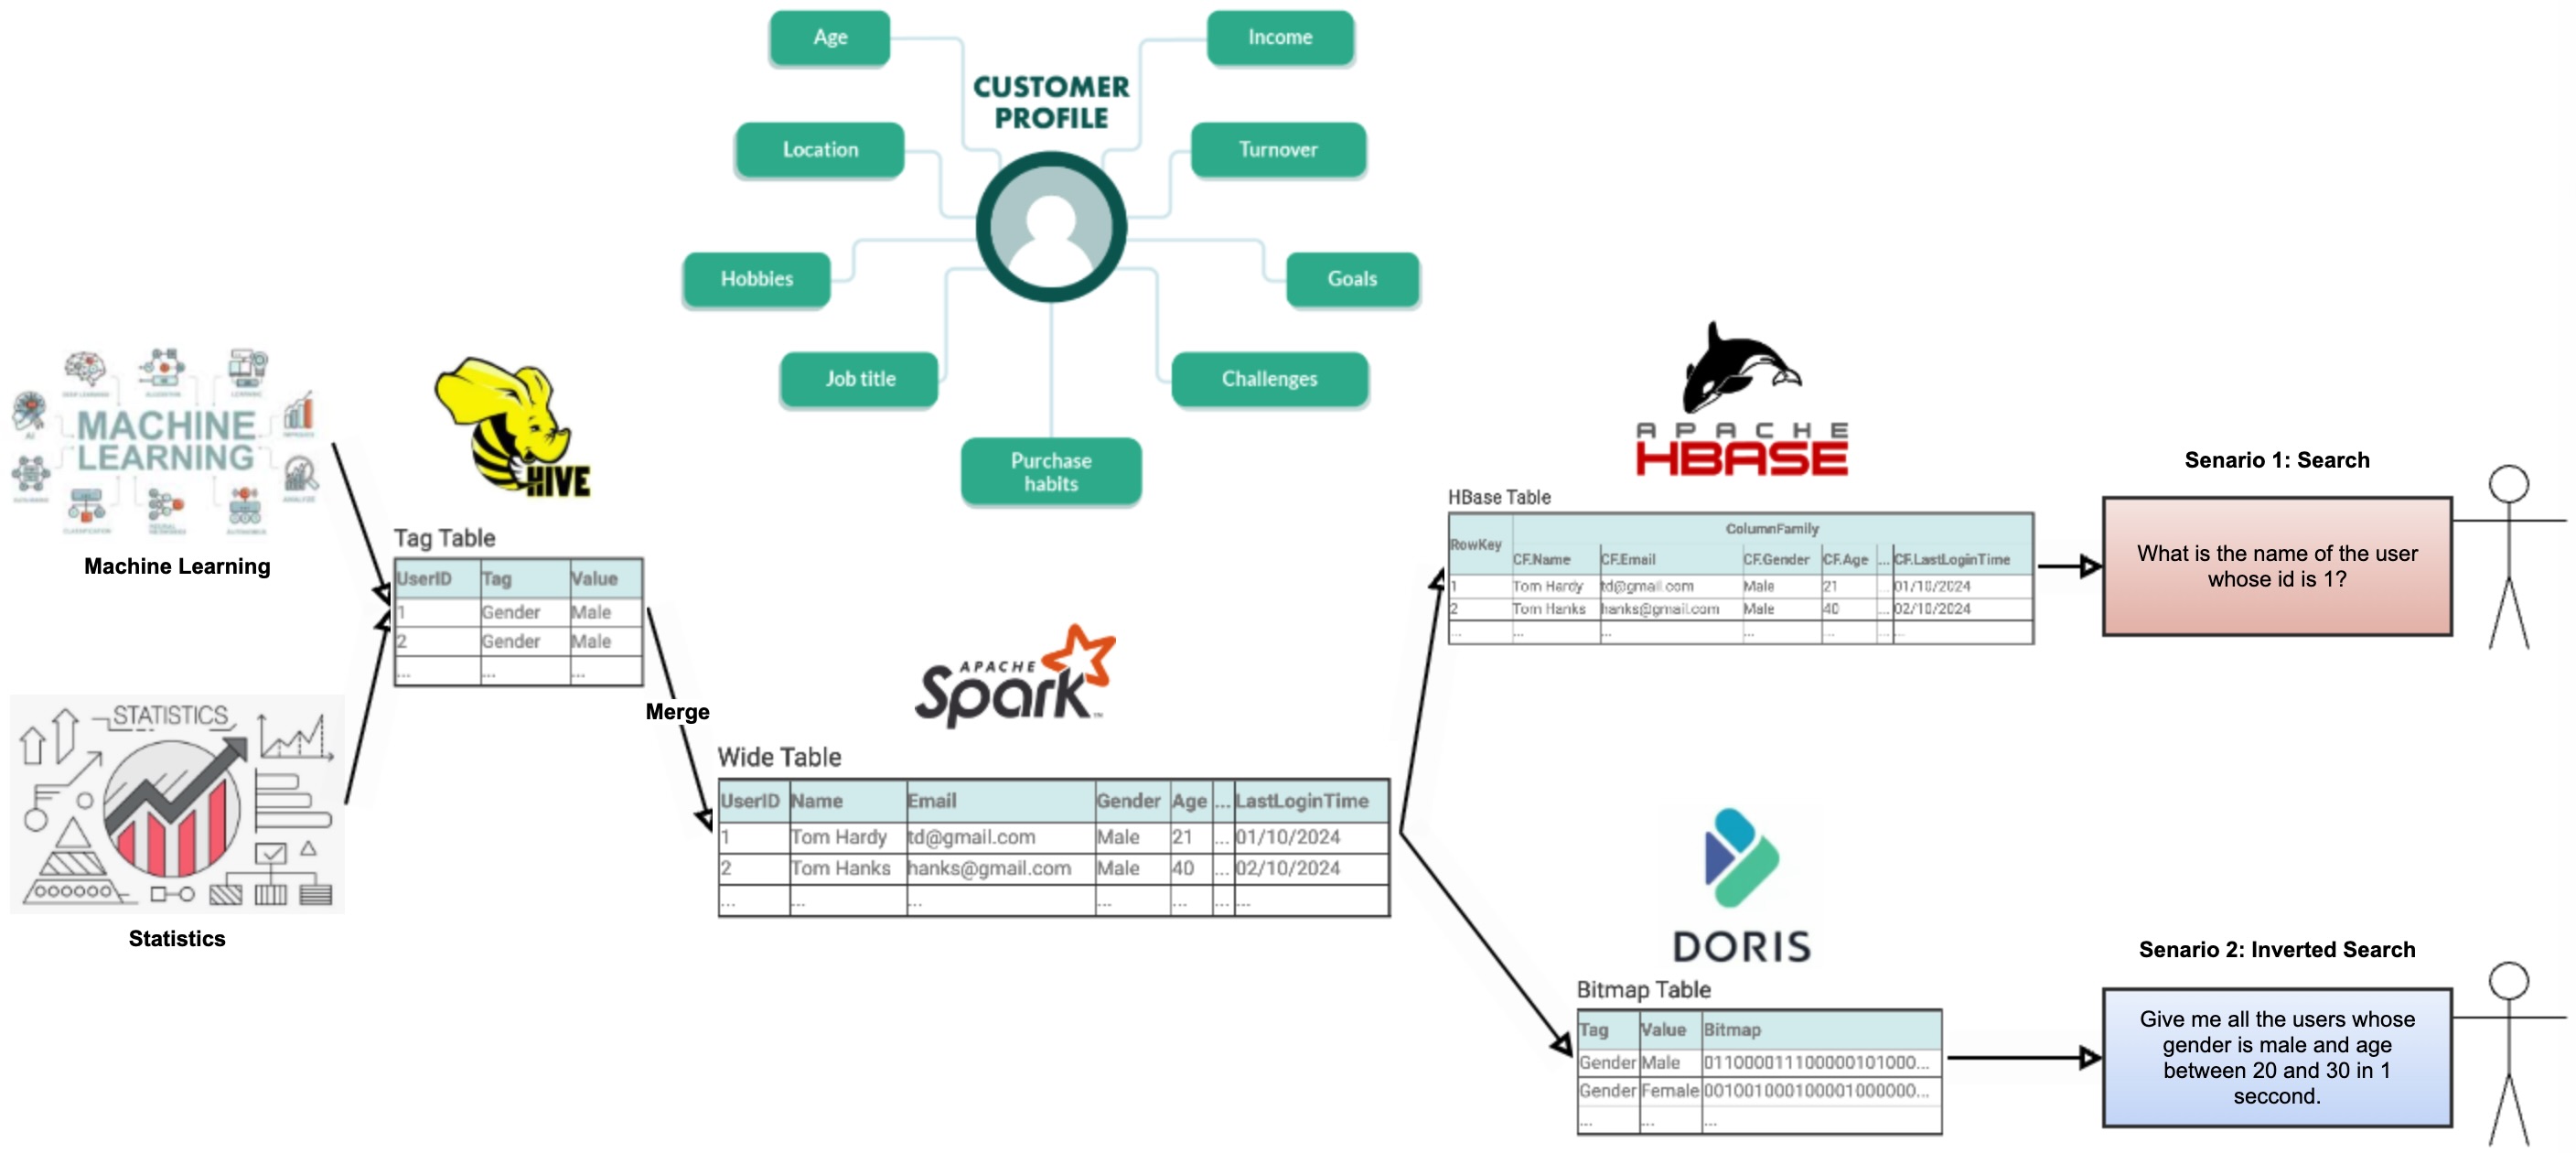 Age
Income
CUSTOMER
PROFILE
Location
Turnover
Hobbies
Goals
Job title
Challenges
Purchase
habits
MACHINE
LEARNING
AI
Machine Learning
STATISTICS
Statistics
HIVE
Tag Table
UserID Tag Value
1 Gender Male
2 Gender Male
... ... ...
Merge
APACHE
Spark
Wide Table
UserID Name Email Gender Age ... LastLoginTime
1 Tom Hardy td@gmail.com Male 21 ... 01/10/2024
2 Tom Hanks hanks@gmail.com Male 40 ... 02/10/2024
... ... ... ... ... ... ...
APACHE
HBASE
HBase Table
RowKey ColumnFamily
CF.Name CF.Email CF.Gender CF.Age ... CF.LastLoginTime
1 Tom Hardy td@gmail.com Male 21 ... 01/10/2024
2 Tom Hanks hanks@gmail.com Male 40 ... 02/10/2024
... ... ... ... ... ... ...
Senario 1: Search
What is the name of the user
whose id is 1?
DORIS
Bitmap Table
Tag Value Bitmap
Gender Male 011000011100000101000...
Gender Female 0010010001000010000000...
... ... ...
Senario 2: Inverted Search
Give me all the users whose
gender is male and age
between 20 and 30 in 1
seccond.